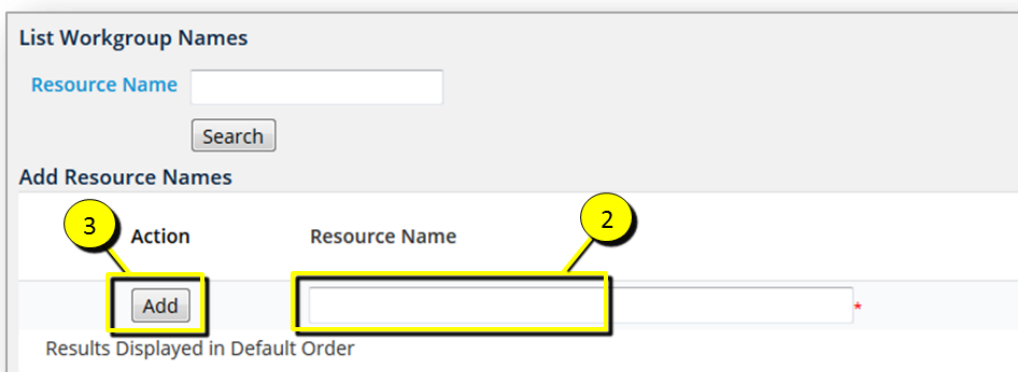 List Workgroup Names
Resource Name
Search
Add Resource Names
3
2
Action Resource Name
Add *
Results Displayed in Default Order